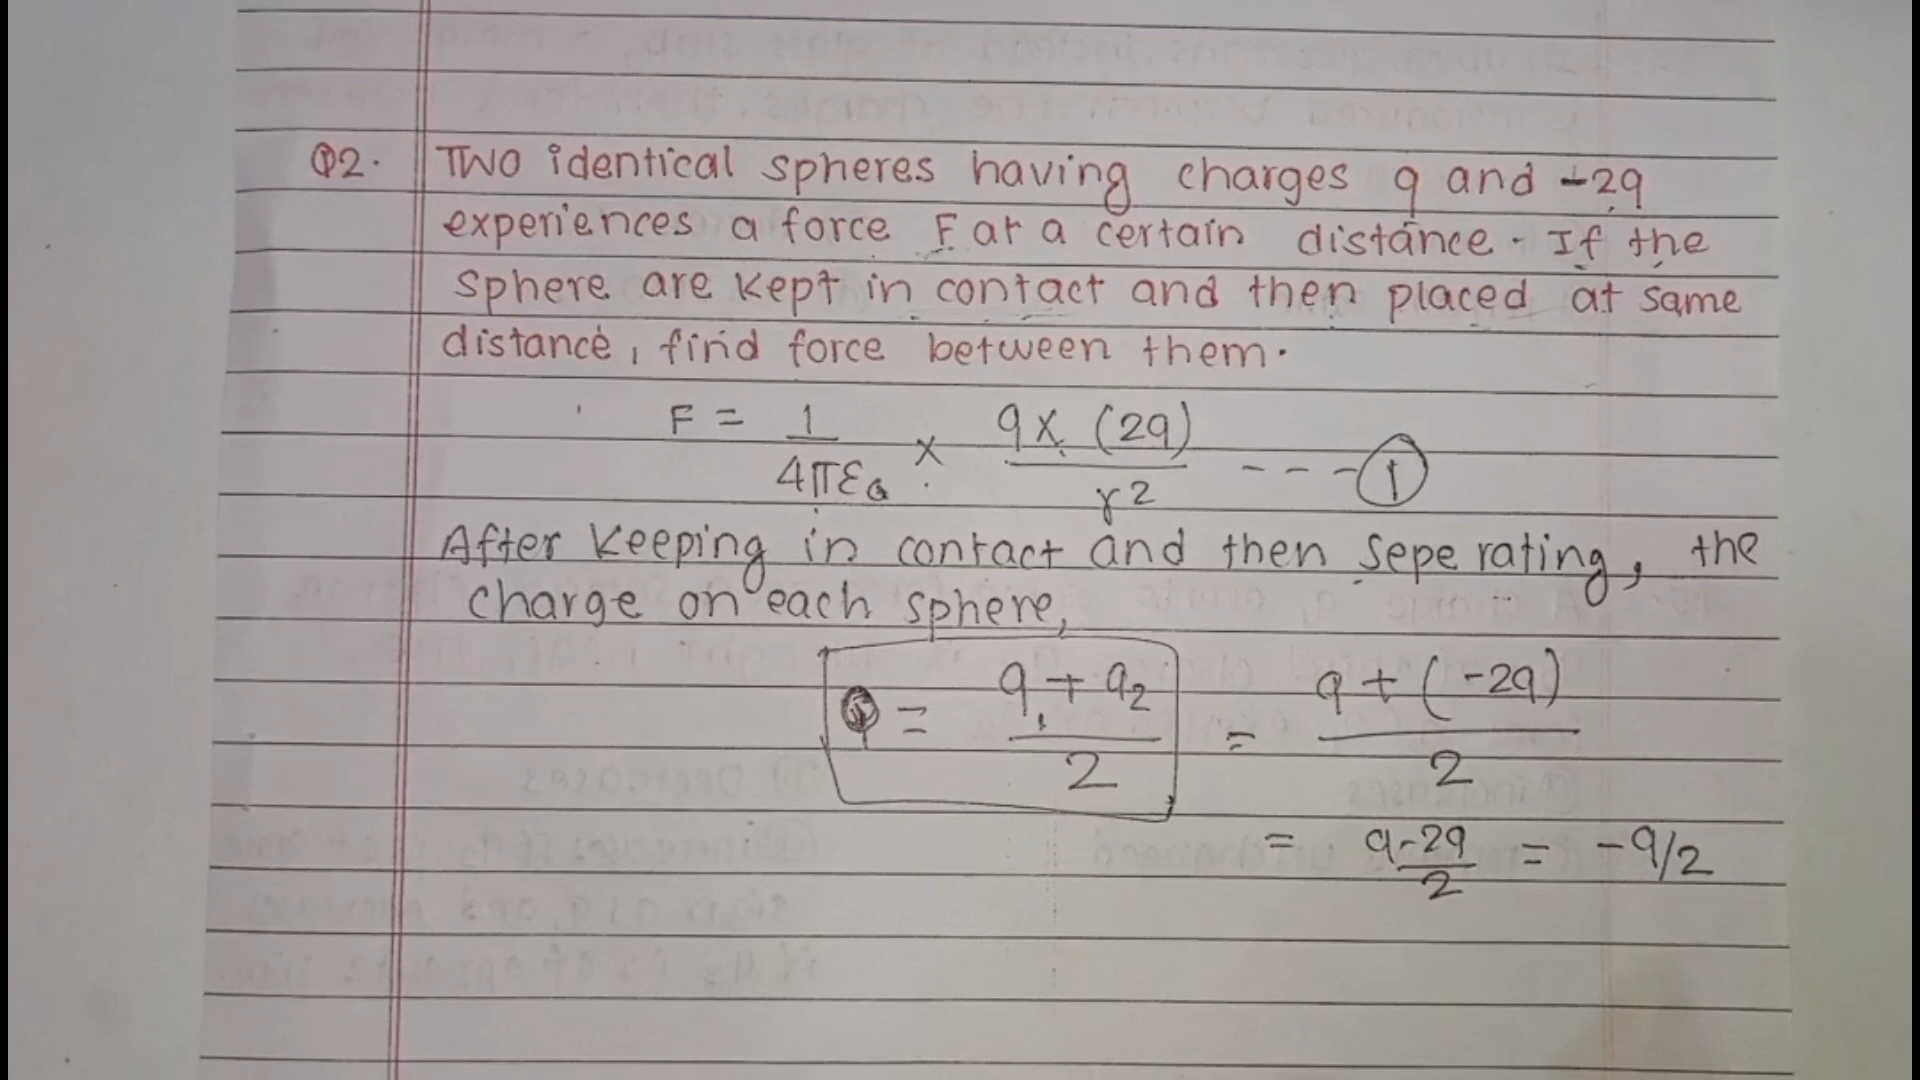 Q2. Two identical spheres having charges q and -2q
experiences a force F at a certain distance. If the
sphere are kept in contact and then placed at same
distance, find force between them.
F = 1/4πε₀ × q × (2q)/r² ---①
After keeping in contact and then seperating, the
charge on each sphere,
q = q₁ + q₂/2 = q + (-2q)/2
= q-2q/2 = -q/2